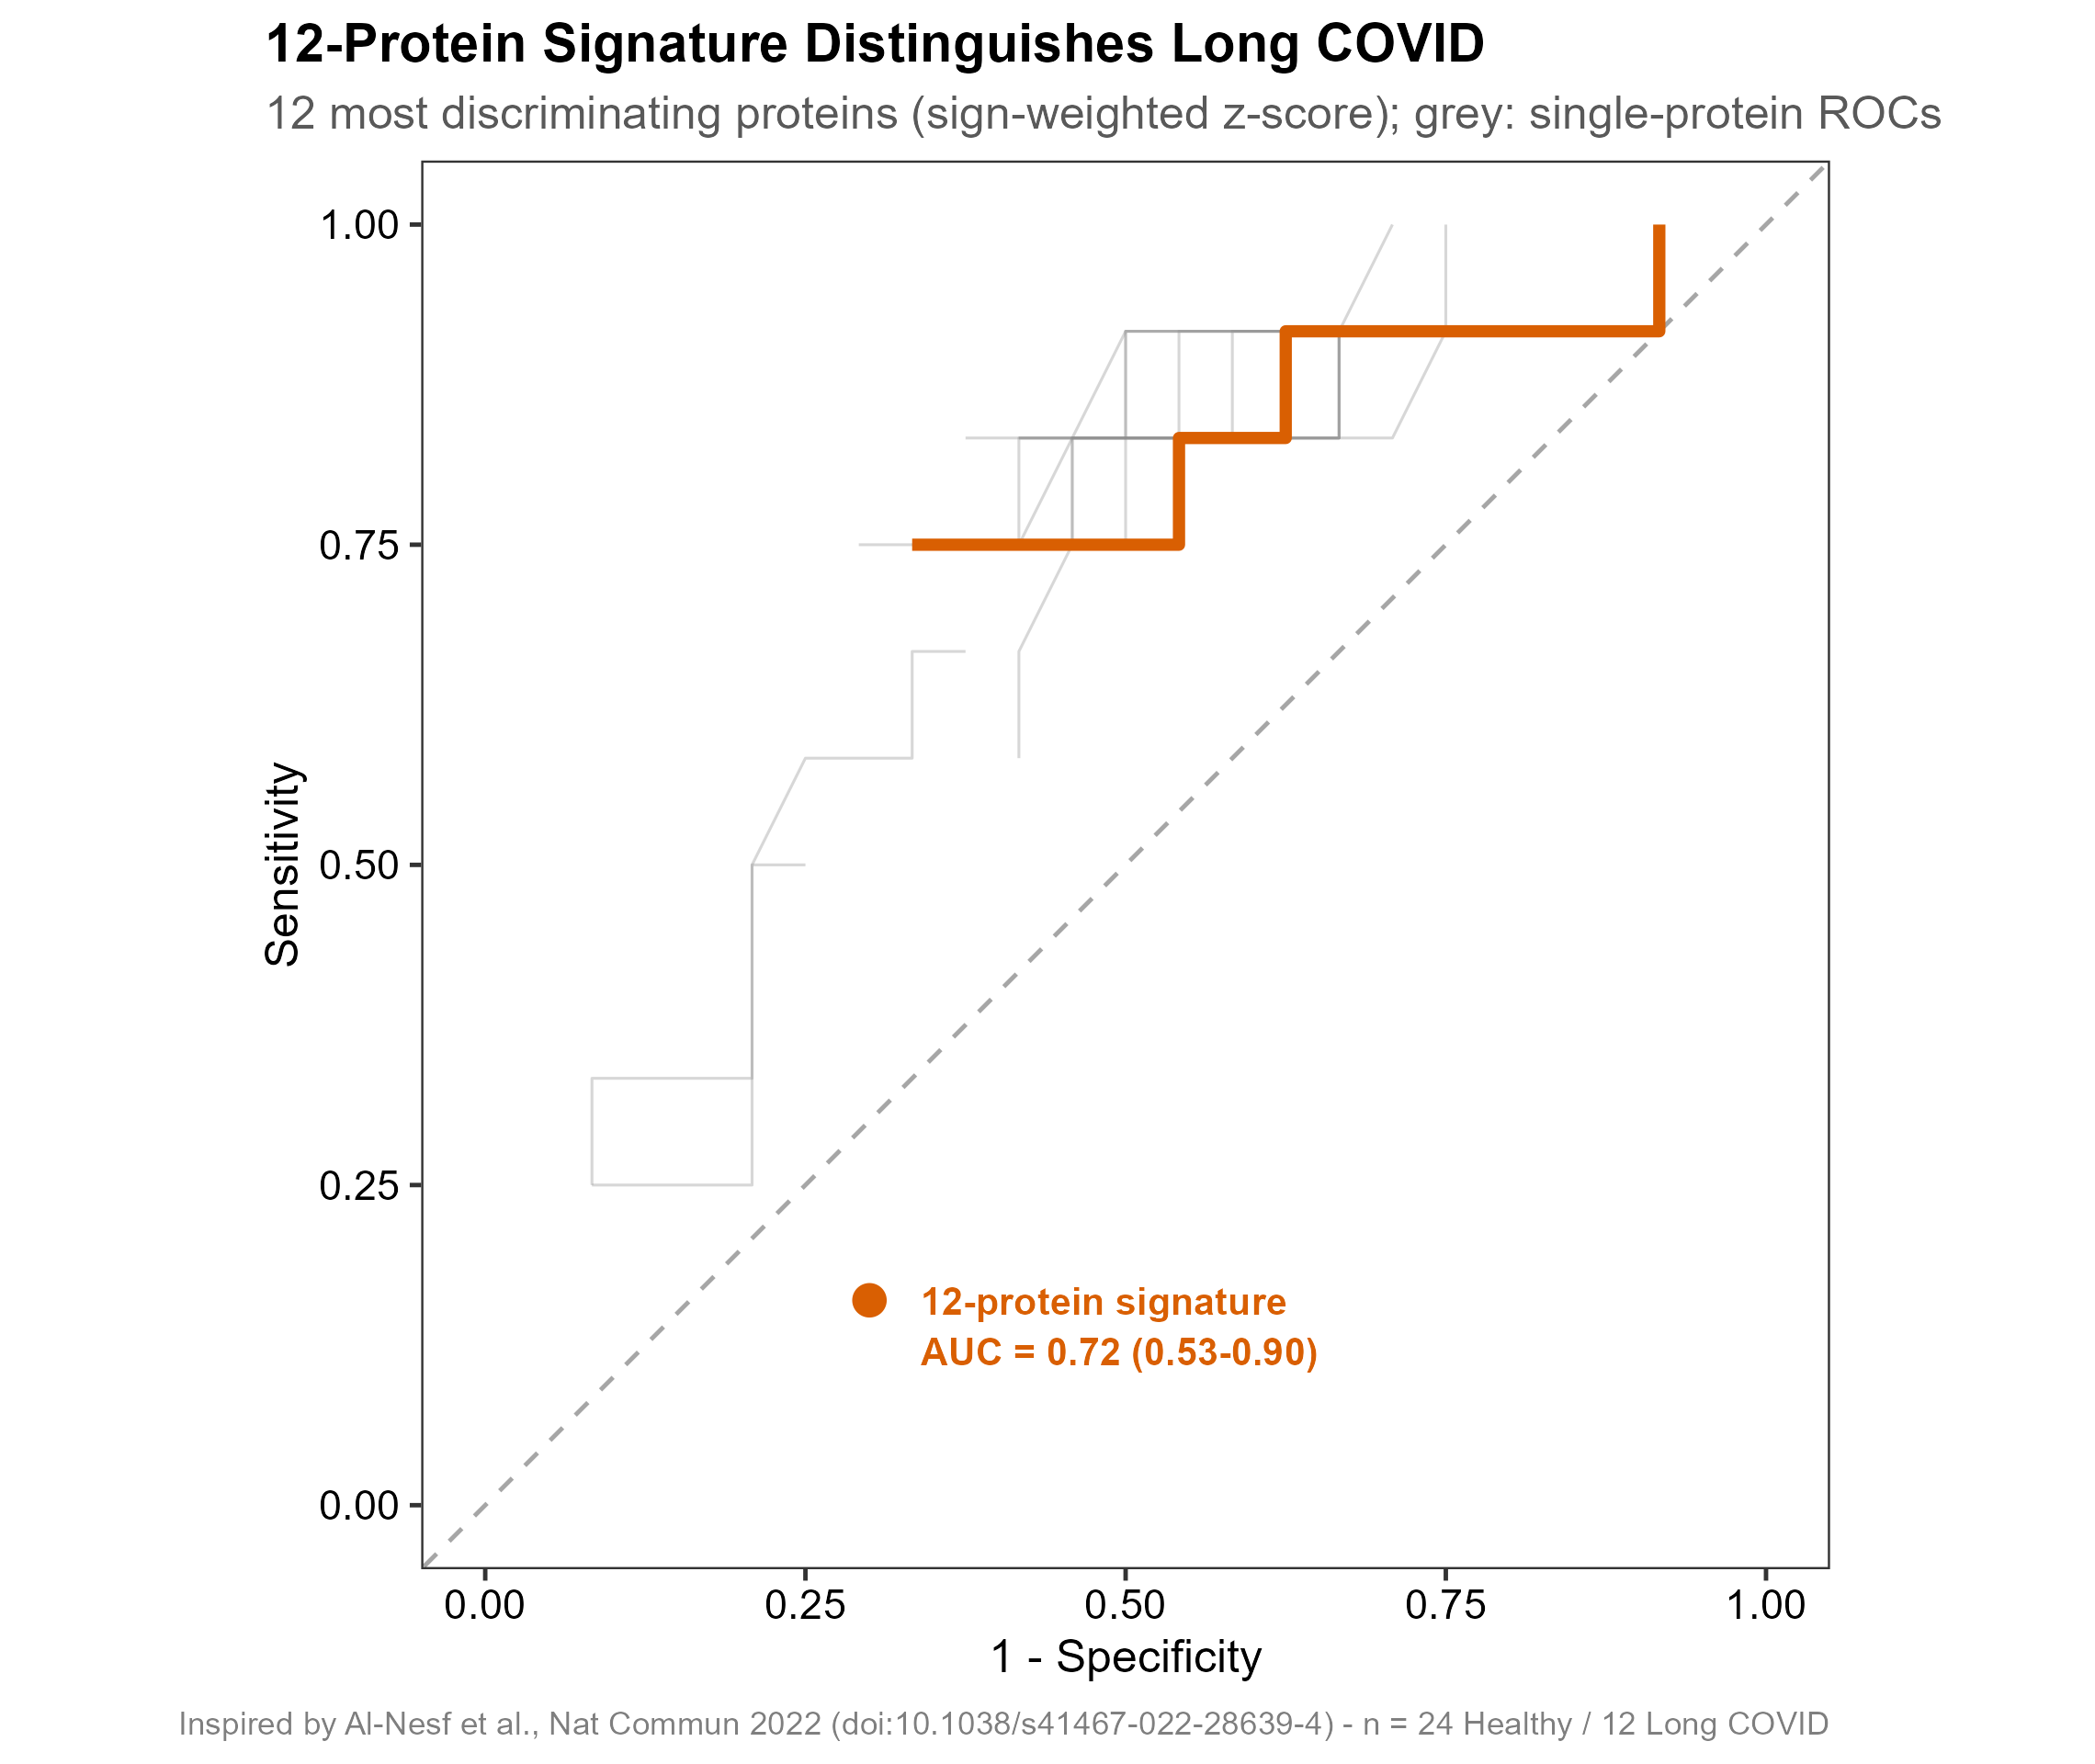 12-Protein Signature Distinguishes Long COVID
12 most discriminating proteins (sign-weighted z-score); grey: single-protein ROCs
1.00
0.75
0.50
0.25
0.00
Sensitivity
12-protein signature
AUC = 0.72 (0.53-0.90)
0.00 0.25 0.50 0.75 1.00
1 - Specificity
Inspired by Al-Nesf et al., Nat Commun 2022 (doi:10.1038/s41467-022-28639-4) - n = 24 Healthy / 12 Long COVID